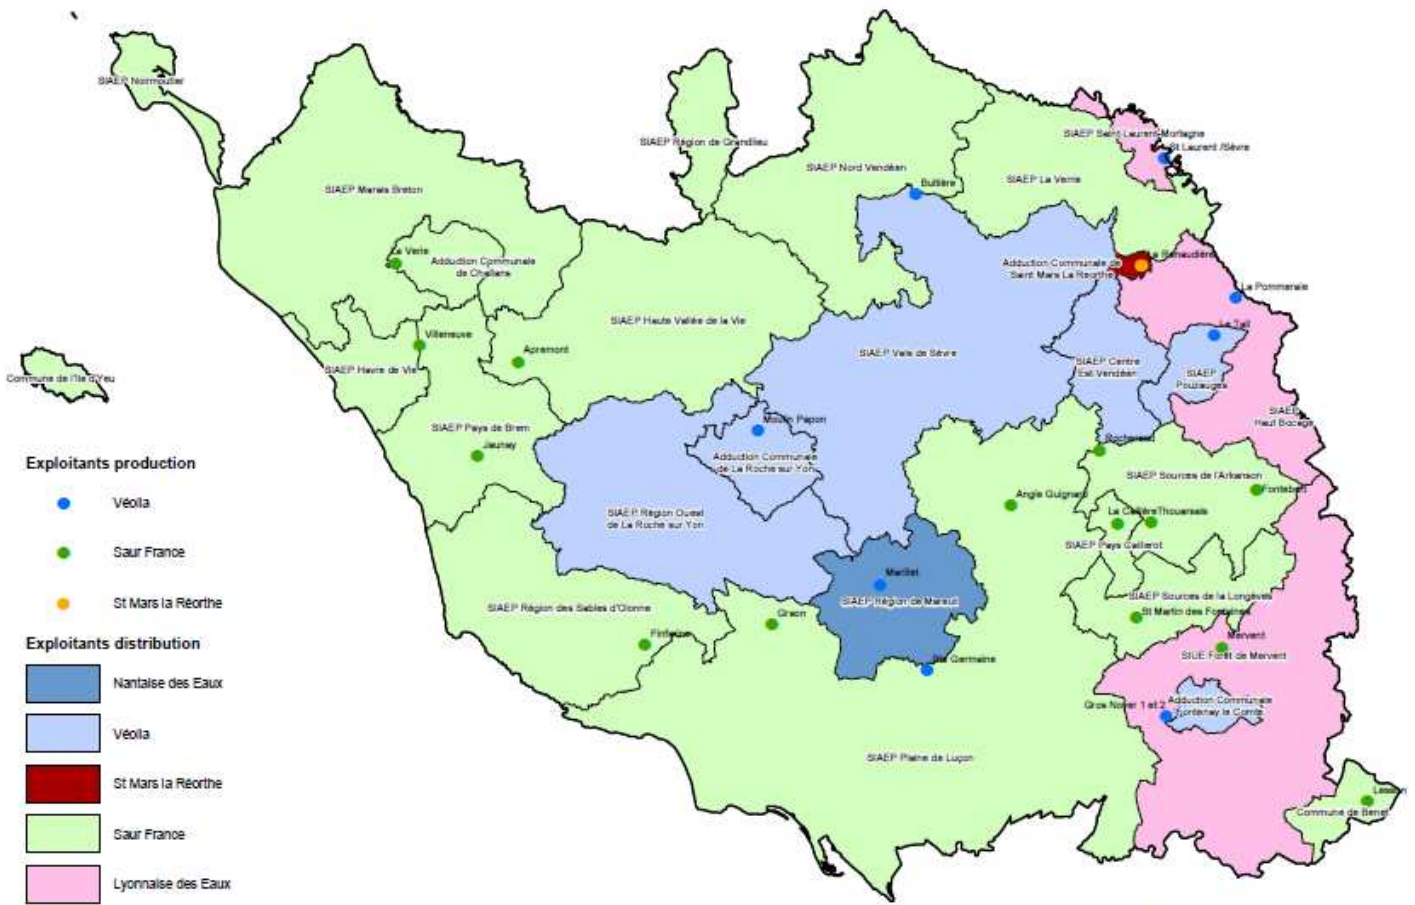 SIAEP Noirmoutier
SIAEP Région de Grandlieu
SIAEP Saint Laurent-Mortagne
St Laurent /Sèvre
SIAEP Nord Vendéen
SIAEP La Verrie
SIAEP Marais Breton
Bultière
La Verie
Adduction Communale
de Challans
Adduction Communale de
Saint Mars La Réorthe
La Renaudière
La Pommeraie
SIAEP Haute Vallée de la Vie
Villeneuve
Le Tail
Apremont
SIAEP Vals de Sèvre
SIAEP Centre
Est Vendéen
SIAEP Havre de Vie
SIAEP
Pouzauges
Commune de l'Ile d'Yeu
SIAEP
Haut Bocage
Moulin Papon
SIAEP Pays de Brem
Jaunay
Adduction Communale
de La Roche sur Yon
Rochereau
SIAEP Sources de l'Arkanson
Fontebert
Angle Guignard
SIAEP Région Ouest
de La Roche sur Yon
La Caillère
Thouarsais
SIAEP Pays Caillerot
Marillet
SIAEP Région de Mareuil
SIAEP Sources de la Longèves
SIAEP Région des Sables d'Olonne
Graon
St Martin des Fontaines
Finfarine
Mervent
SIUE Forêt de Mervent
Ste Germaine
Gros Noyer 1 et 2
Adduction Communale
Fontenay le Comte
SIAEP Plaine de Luçon
Lesson
Commune de Benet
Exploitants production
Véolia
Saur France
St Mars la Réorthe
Exploitants distribution
Nantaise des Eaux
Véolia
St Mars la Réorthe
Saur France
Lyonnaise des Eaux